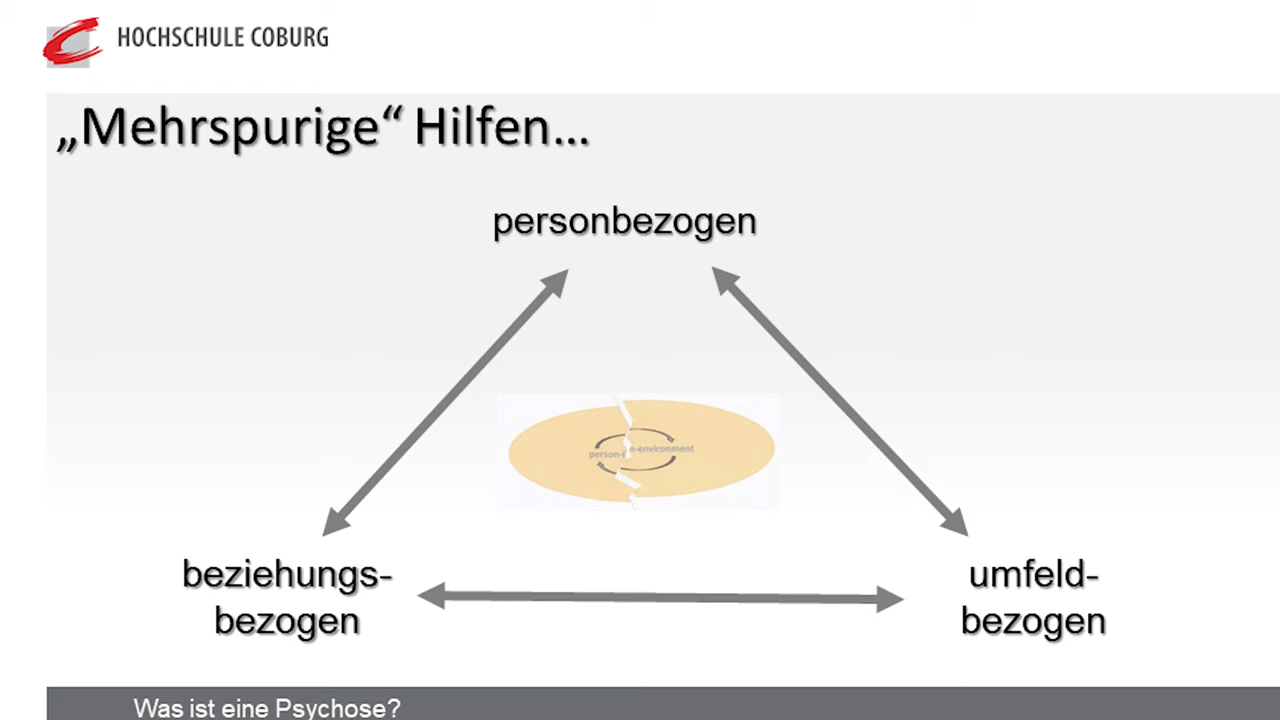 HOCHSCHULE COBURG
„Mehrspurige“ Hilfen...
personbezogen
person-in-environment
beziehungs-
bezogen
umfeld-
bezogen
Was ist eine Psychose?